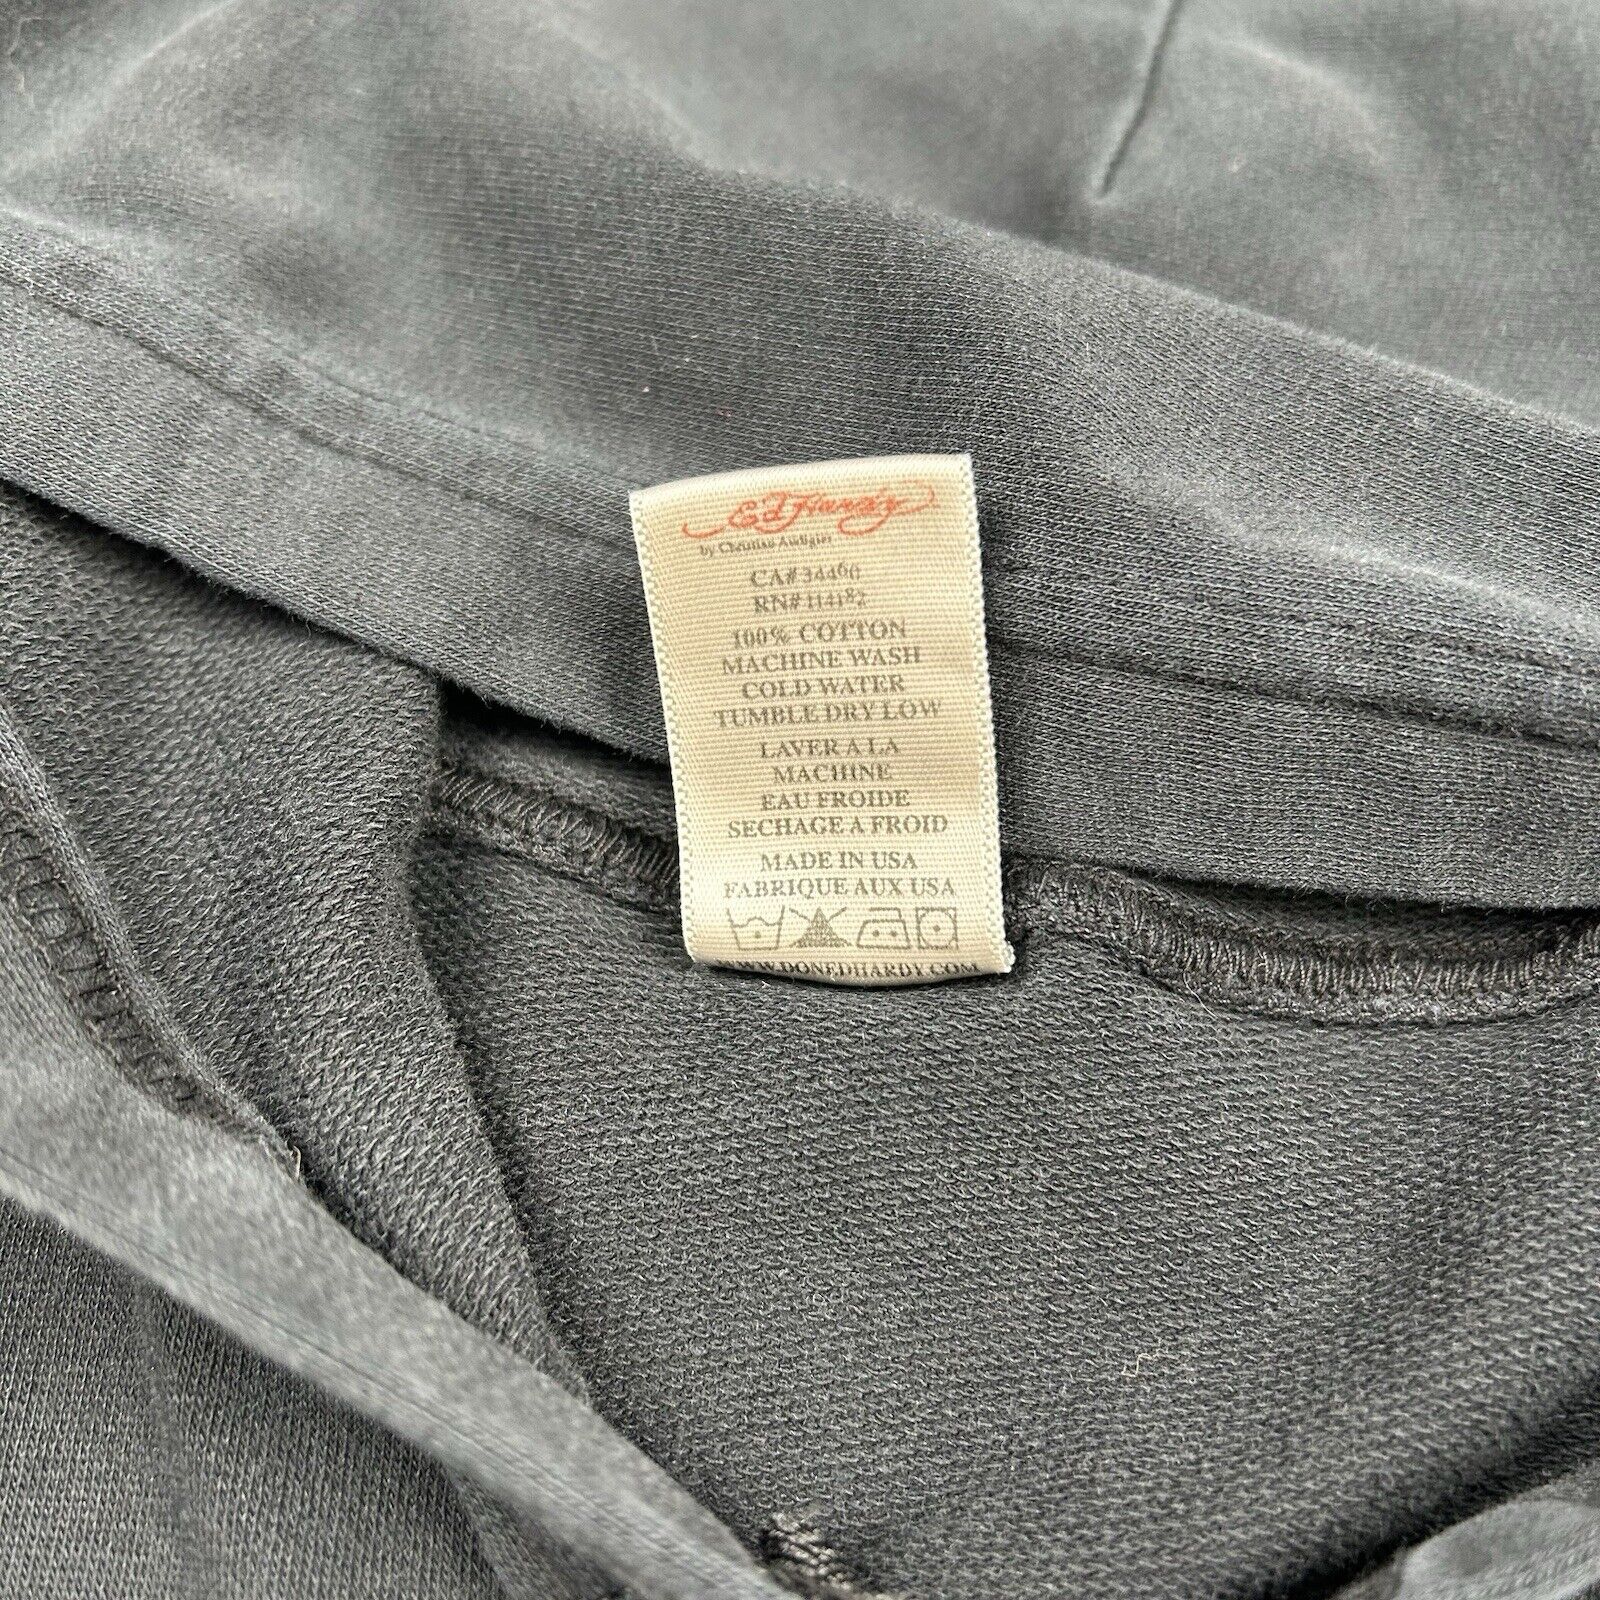 Ed Hardy
by Christian Audigier
CA# 34460
RN# 114182
100% COTTON
MACHINE WASH
COLD WATER
TUMBLE DRY LOW
LAVER A LA
MACHINE
EAU FROIDE
SECHAGE A FROID
MADE IN USA
FABRIQUE AUX USA
WWW.DONEDHARDY.COM